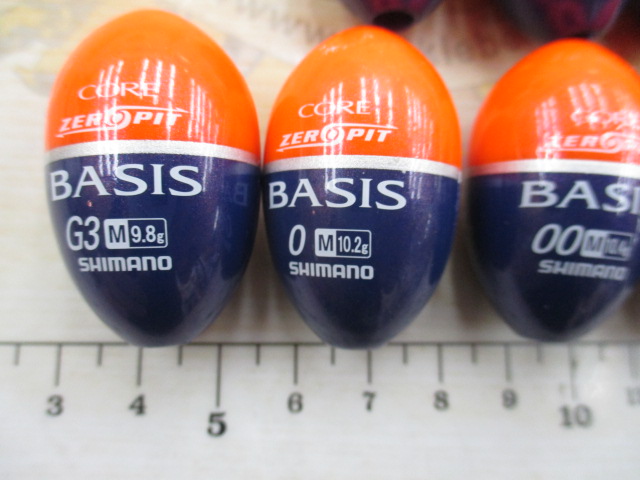 CORE
ZEROPIT
BASIS
G3 M 9.8g
SHIMANO
CORE
ZEROPIT
BASIS
0 M 10.2g
SHIMANO
BASIS
00 M
SHIMANO
3 4 5 6 7 8 9 10